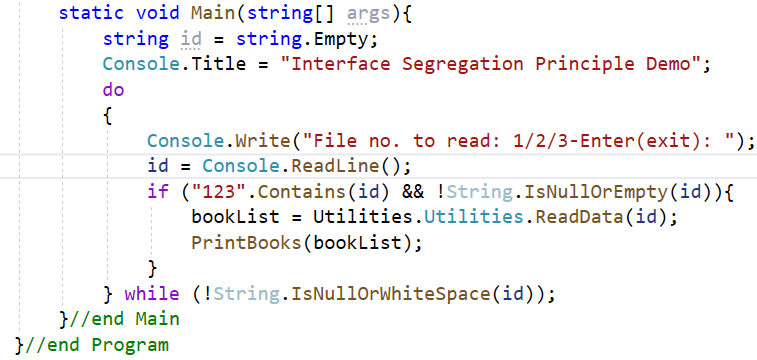 static void Main(string[] args){
string id = string.Empty;
Console.Title = "Interface Segregation Principle Demo";
do
{
Console.Write("File no. to read: 1/2/3-Enter(exit): ");
id = Console.ReadLine();
if ("123".Contains(id) && !String.IsNullOrEmpty(id)){
bookList = Utilities.Utilities.ReadData(id);
PrintBooks(bookList);
}
} while (!String.IsNullOrWhiteSpace(id));
}//end Main
}//end Program